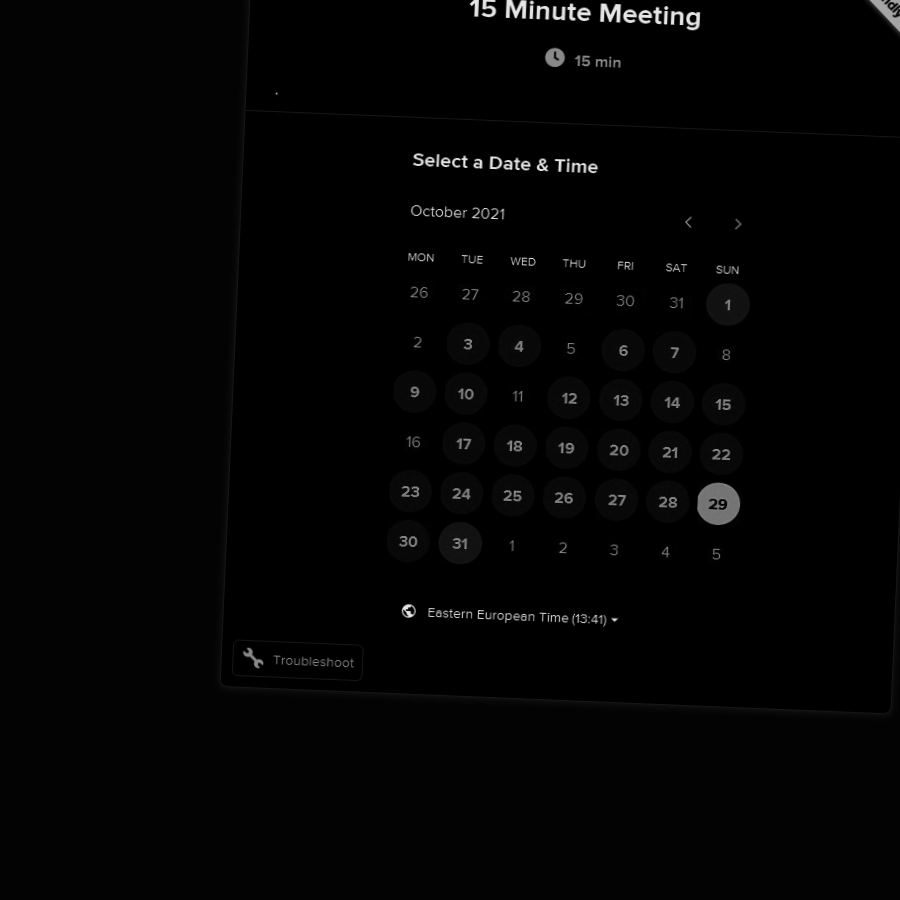 15 Minute Meeting
15 min
.
Select a Date & Time
October 2021
MON TUE WED THU FRI SAT SUN
26 27 28 29 30 31 1
2 3 4 5 6 7 8
9 10 11 12 13 14 15
16 17 18 19 20 21 22
23 24 25 26 27 28 29
30 31 1 2 3 4 5
Eastern European Time (13:41)
Troubleshoot